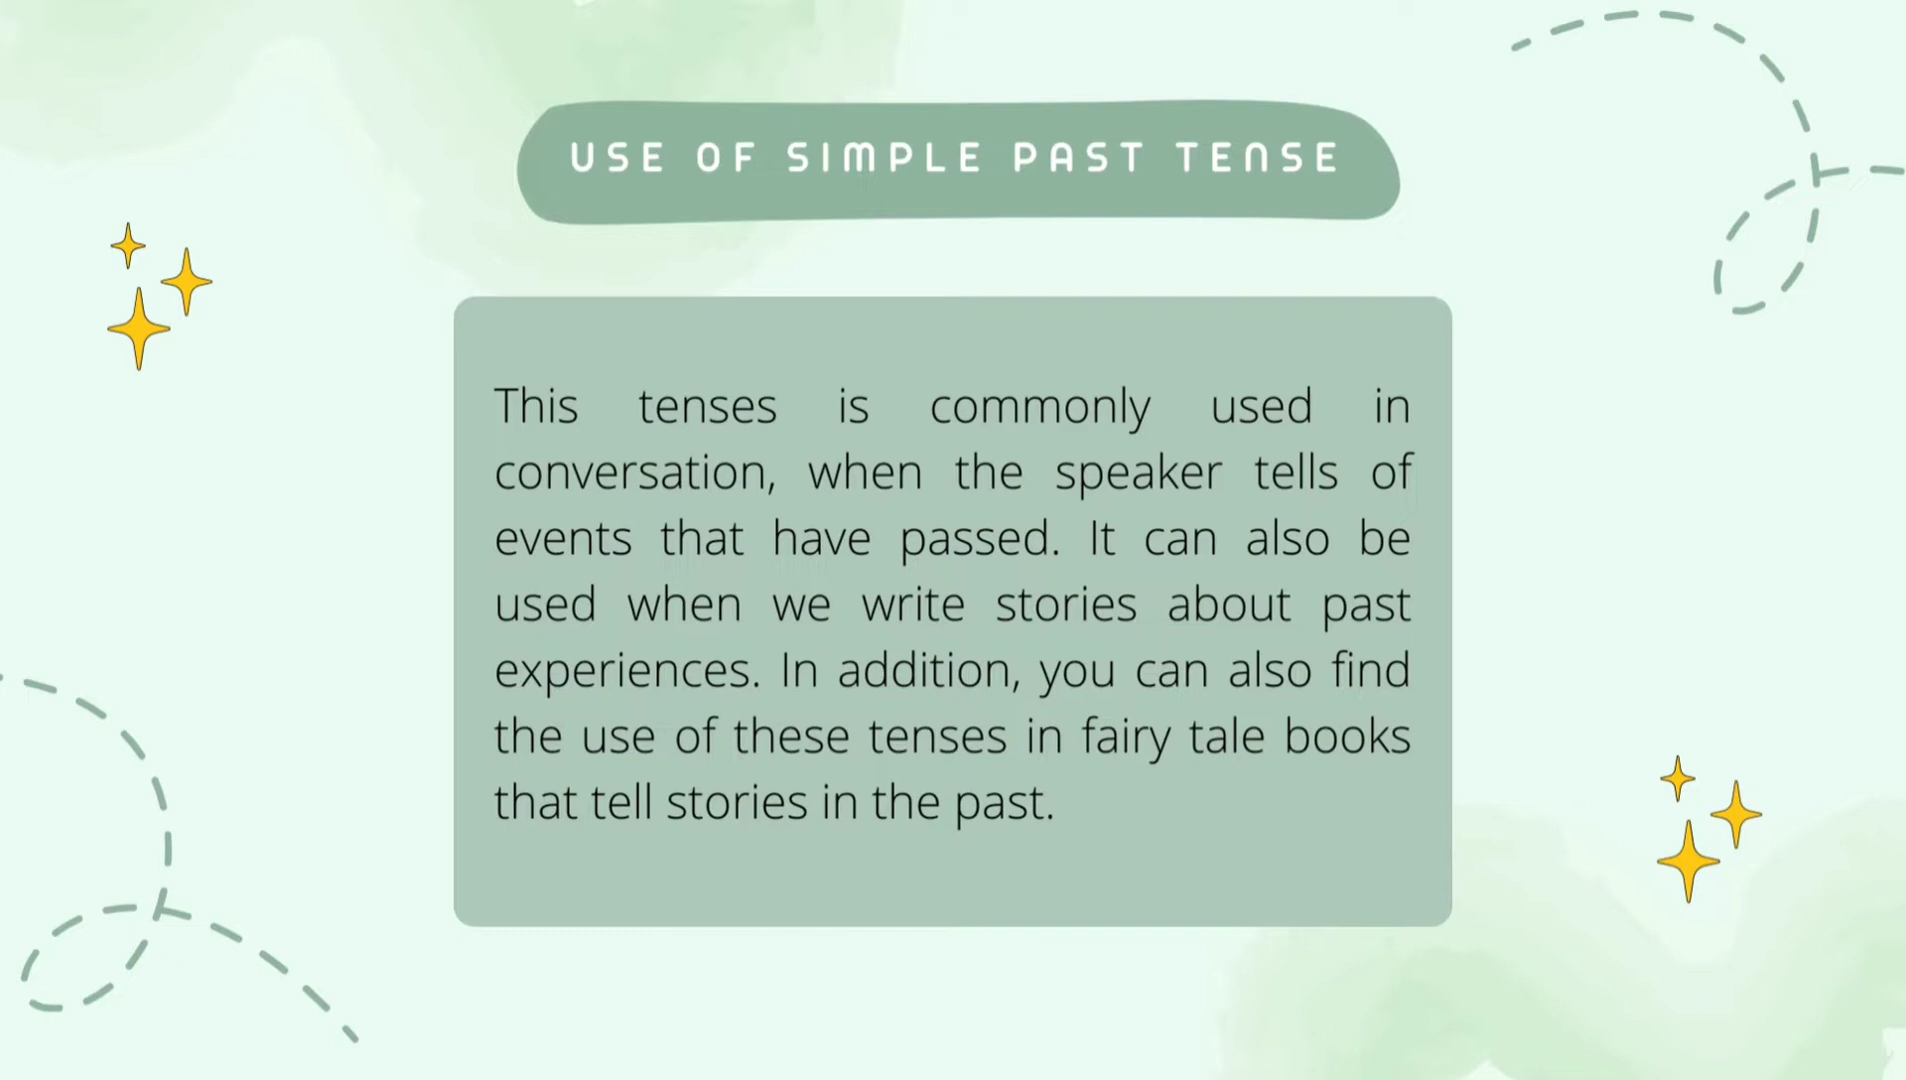 USE OF SIMPLE PAST TENSE
This tenses is commonly used in
conversation, when the speaker tells of
events that have passed. It can also be
used when we write stories about past
experiences. In addition, you can also find
the use of these tenses in fairy tale books
that tell stories in the past.